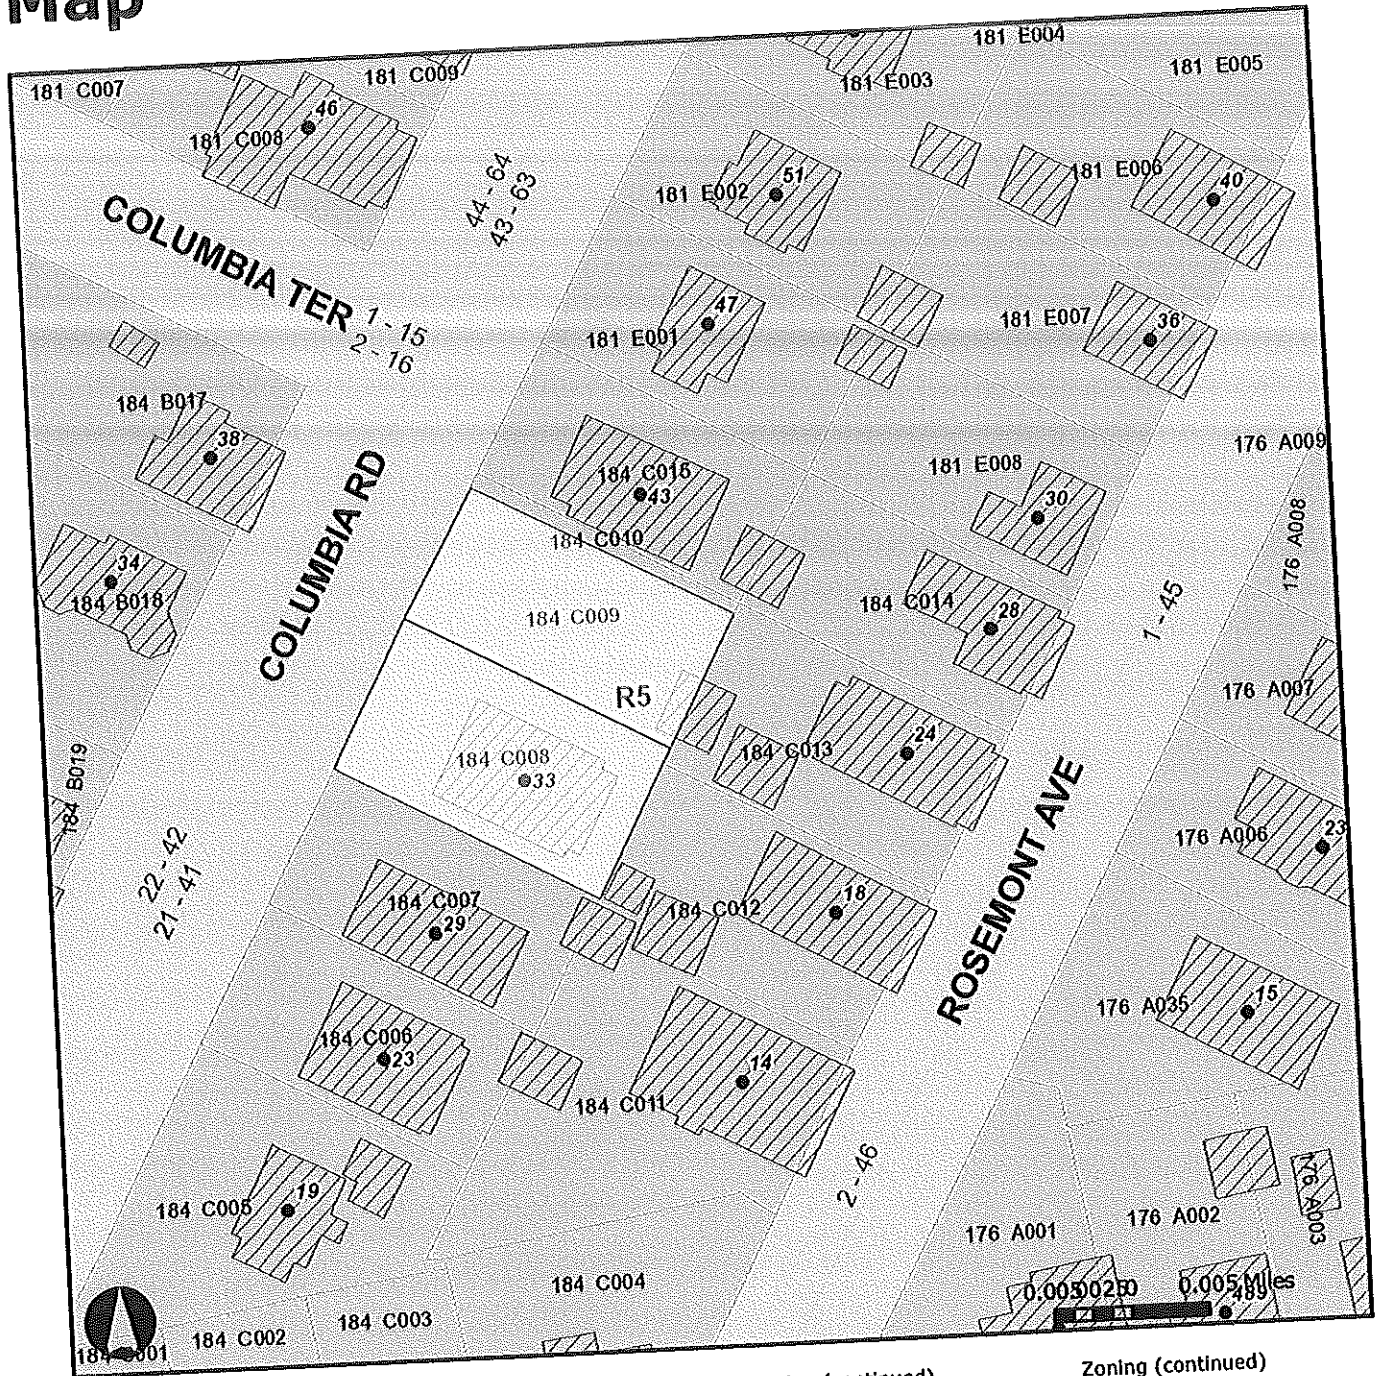 Map
181 E004
181 E005
181 C009
181 C007
181 E003
46
181 C008
181 E006
40
51
181 E002
44 - 64
43 - 63
COLUMBIA TER
1 - 15
2 - 16
47
181 E001
181 E007
36
184 B017
38
176 A009
181 E008
184 C015
43
30
176 A008
184 C010
COLUMBIA RD
34
184 B018
184 C009
184 C014
28
1 - 45
R5
176 A007
184 C013
24
184 C008
33
184 B019
176 A006
23
ROSEMONT AVE
22 - 42
21 - 41
184 C007
29
184 C012
18
176 A035
15
184 C006
23
14
184 C011
2 - 46
184 C005
19
176 A001
176 A002
176 A003
184 C004
0.005 Miles
489
184 C003
184 C002
Zoning (continued)